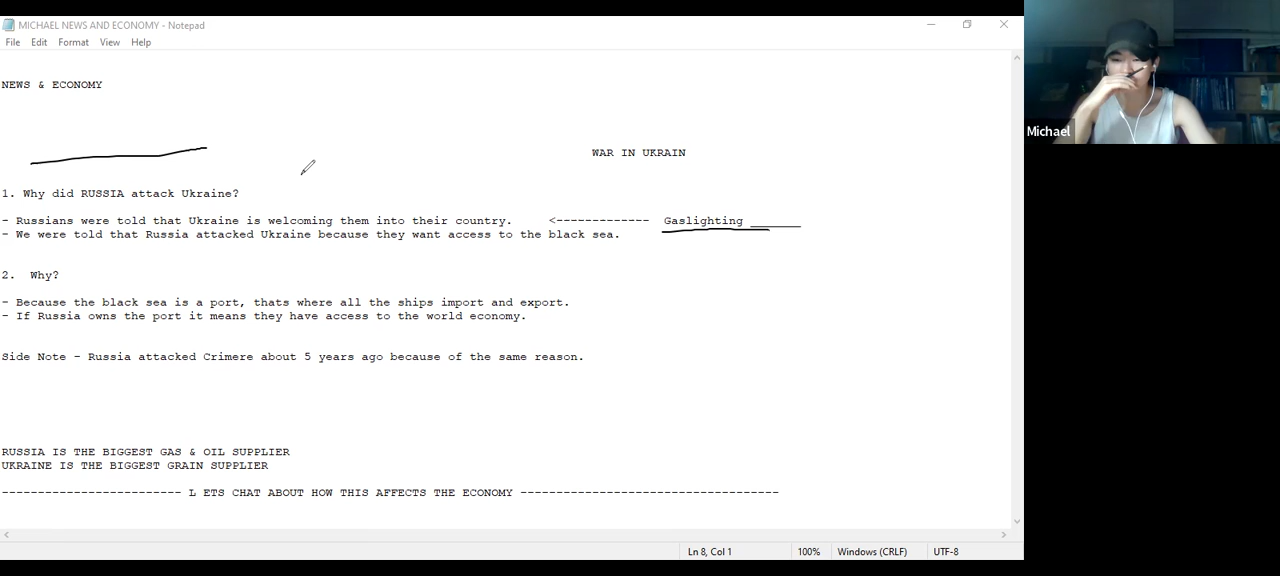 MICHAEL NEWS AND ECONOMY - Notepad
File Edit Format View Help
NEWS & ECONOMY
WAR IN UKRAIN
1. Why did RUSSIA attack Ukraine?
- Russians were told that Ukraine is welcoming them into their country. <------------- Gaslighting _______
- We were told that Russia attacked Ukraine because they want access to the black sea.
2. Why?
- Because the black sea is a port, thats where all the ships import and export.
- If Russia owns the port it means they have access to the world economy.
Side Note - Russia attacked Crimere about 5 years ago because of the same reason.
RUSSIA IS THE BIGGEST GAS & OIL SUPPLIER
UKRAINE IS THE BIGGEST GRAIN SUPPLIER
------------------------- L ETS CHAT ABOUT HOW THIS AFFECTS THE ECONOMY ------------------------------------
Ln 8, Col 1 100% Windows (CRLF) UTF-8
Michael